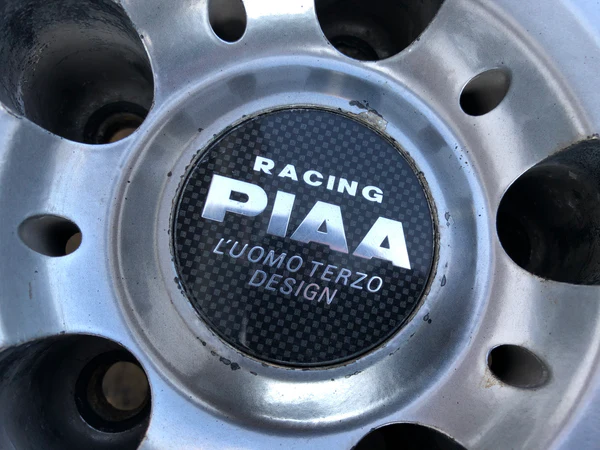 RACING
PIAA
L'UOMO TERZO
DESIGN